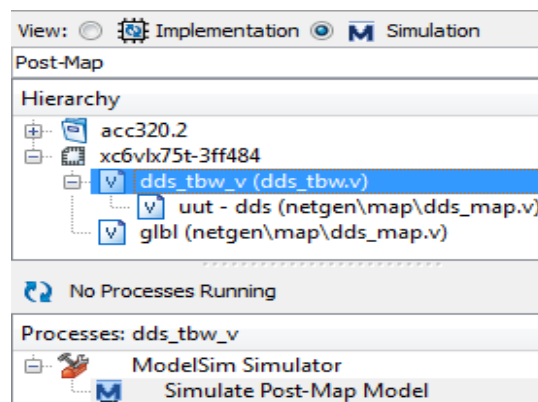 View: Implementation Simulation
Post-Map
Hierarchy
acc320.2
xc6vlx75t-3ff484
dds_tbw_v (dds_tbw.v)
uut - dds (netgen\map\dds_map.v)
glbl (netgen\map\dds_map.v)
No Processes Running
Processes: dds_tbw_v
ModelSim Simulator
Simulate Post-Map Model